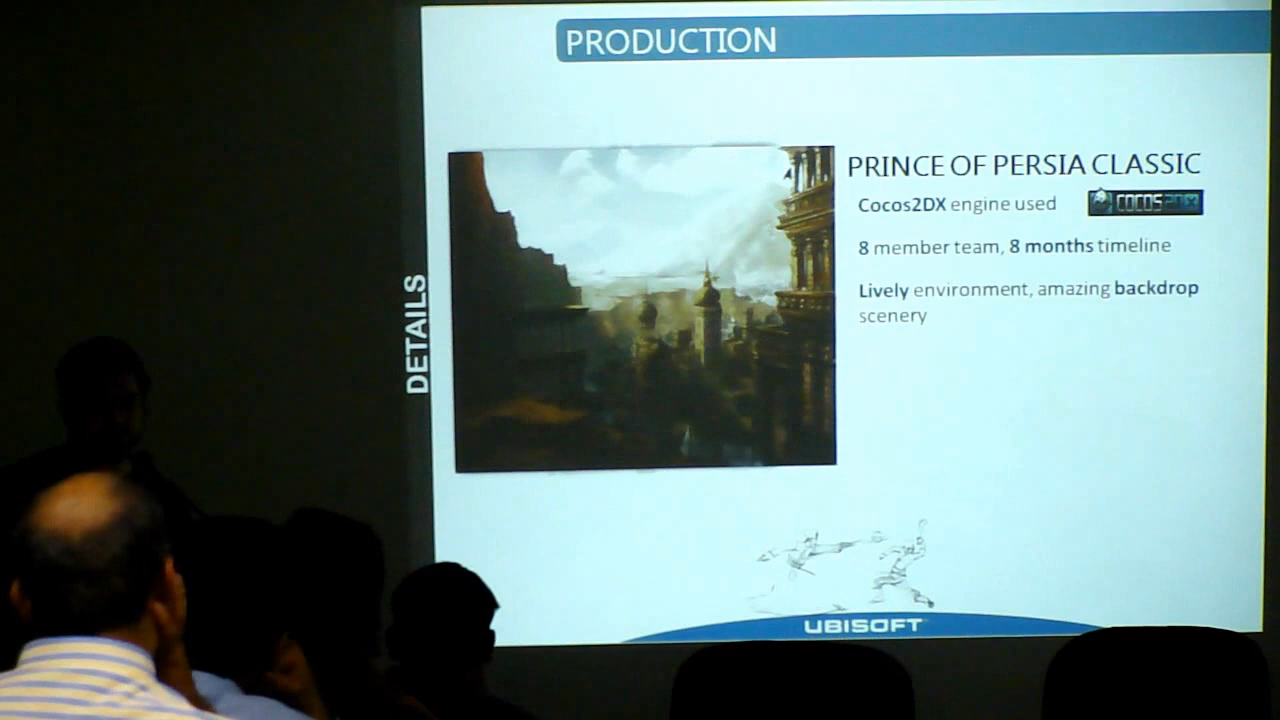 PRODUCTION
DETAILS
PRINCE OF PERSIA CLASSIC
Cocos2DX engine used
COCOS2DX
8 member team, 8 months timeline
Lively environment, amazing backdrop
scenery
UBISOFT